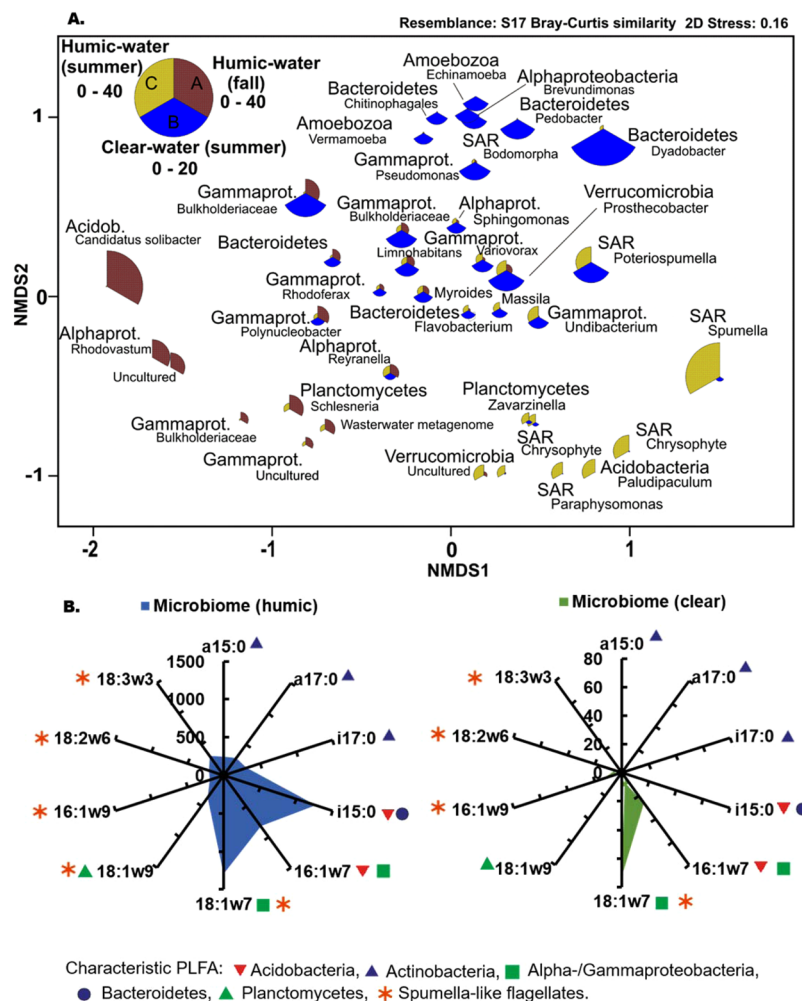 A.
Resemblance: S17 Bray-Curtis similarity 2D Stress: 0.16
Humic-water
(summer)
0 - 40
C
A
B
Humic-water
(fall)
0 - 40
Clear-water (summer)
0 - 20
Amoebozoa
Echinamoeba
Bacteroidetes
Chitinophagales
Alphaproteobacteria
Brevundimonas
Bacteroidetes
Pedobacter
Amoebozoa
Vermamoeba
SAR
Bodomorpha
Bacteroidetes
Dyadobacter
Gammaprot.
Pseudomonas
Gammaprot.
Bulkholderiaceae
Verrucomicrobia
Prosthecobacter
Gammaprot.
Bulkholderiaceae
Alphaprot.
Sphingomonas
Acidob.
Candidatus solibacter
Bacteroidetes
Limnohabitans
Gammaprot.
Variovorax
SAR
Poteriospumella
Gammaprot.
Rhodoferax
Myroides
Massila
Gammaprot.
Polynucleobacter
Bacteroidetes
Flavobacterium
Gammaprot.
Undibacterium
SAR
Spumella
Alphaprot.
Rhodovastum
Uncultured
Alphaprot.
Reyranella
Planctomycetes
Schlesneria
Planctomycetes
Zavarzinella
Gammaprot.
Bulkholderiaceae
Wasterwater metagenome
SAR
Chrysophyte
SAR
Chrysophyte
Gammaprot.
Uncultured
Verrucomicrobia
Uncultured
Acidobacteria
Paludipaculum
SAR
Paraphysomonas
1
0
-1
NMDS2
-2
-1
0
1
NMDS1
B.
Microbiome (humic)
a15:0
1500
1000
500
0
18:3w3
a17:0
18:2w6
i17:0
16:1w9
i15:0
18:1w9
16:1w7
18:1w7
Microbiome (clear)
a15:0
80
60
40
20
0
18:3w3
a17:0
18:2w6
i17:0
16:1w9
i15:0
18:1w9
16:1w7
18:1w7
Characteristic PLFA: Acidobacteria, Actinobacteria, Alpha-/Gammaproteobacteria,
Bacteroidetes, Planctomycetes, Spumella-like flagellates.